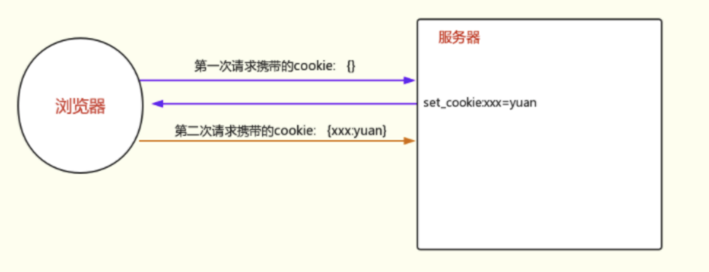 服务器
第一次请求携带的cookie: {}
浏览器
set_cookie:xxx=yuan
第二次请求携带的cookie: {xxx:yuan}